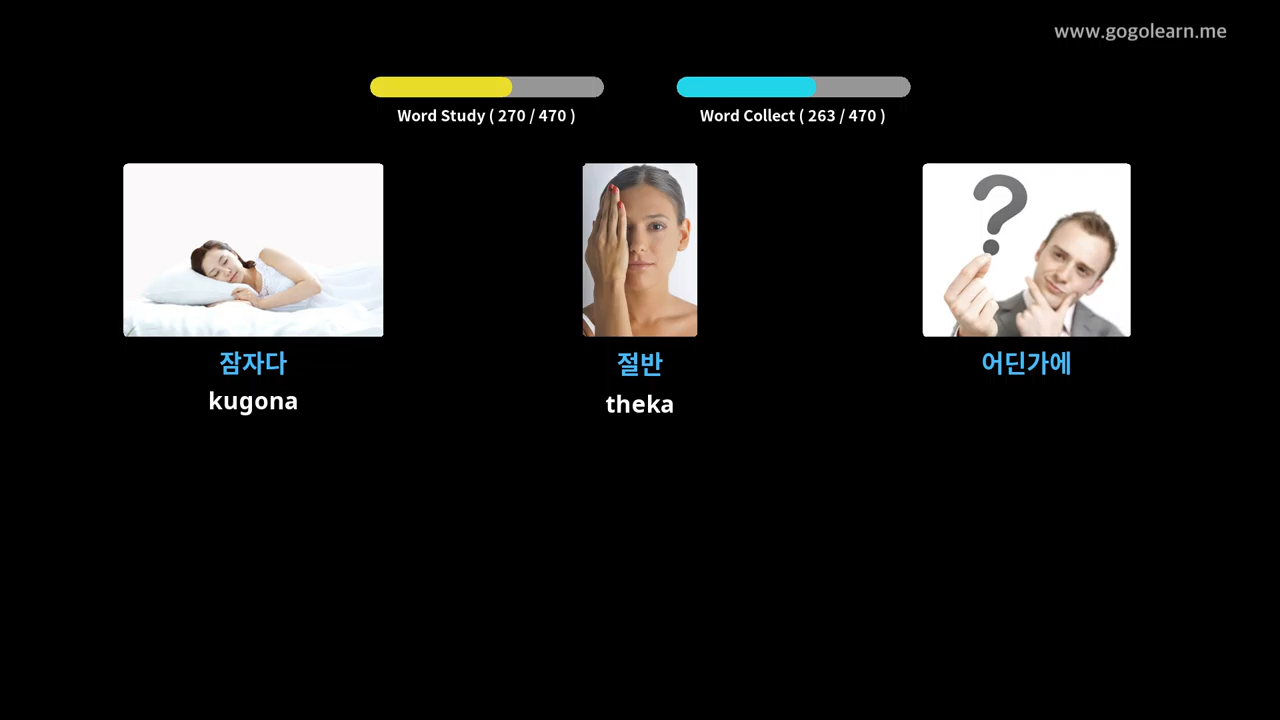 www.gogolearn.me
Word Study ( 270 / 470 )
Word Collect ( 263 / 470 )
잠자다
kugona
절반
theka
어딘가에